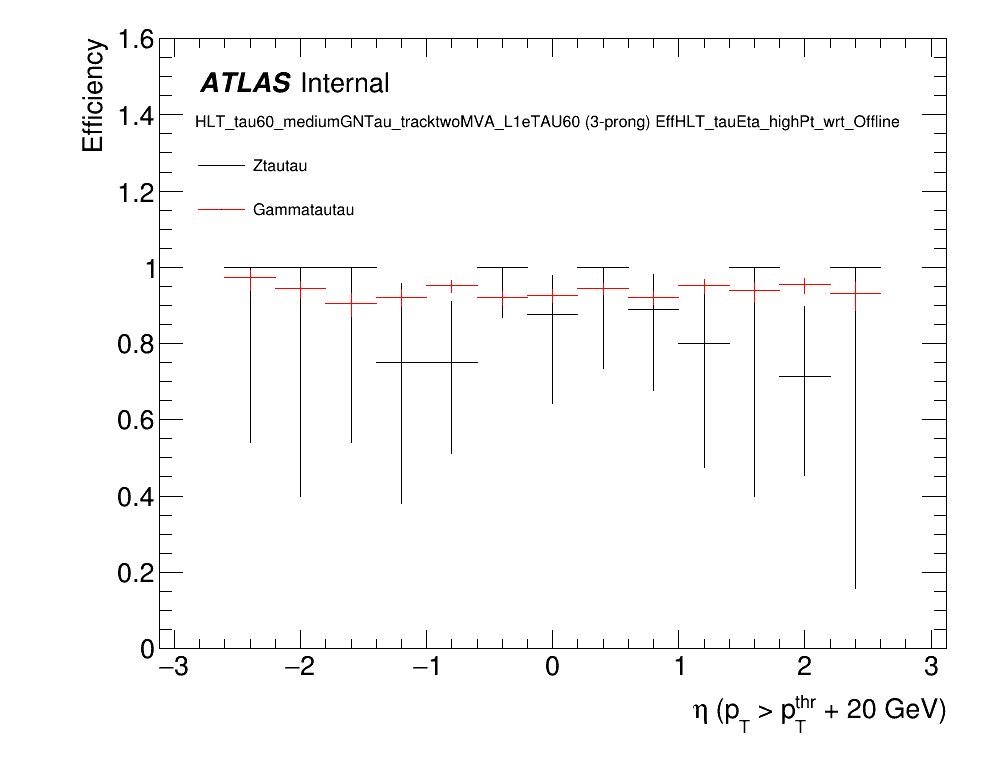 Efficiency
1.6
1.4
1.2
1
0.8
0.6
0.4
0.2
0
ATLAS Internal
HLT_tau60_mediumGNTau_tracktwoMVA_L1eTAU60 (3-prong) EffHLT_tauEta_highPt_wrt_Offline
Ztautau
Gammatautau
−3 −2 −1 0 1 2 3
η (p_T > p_T^thr + 20 GeV)